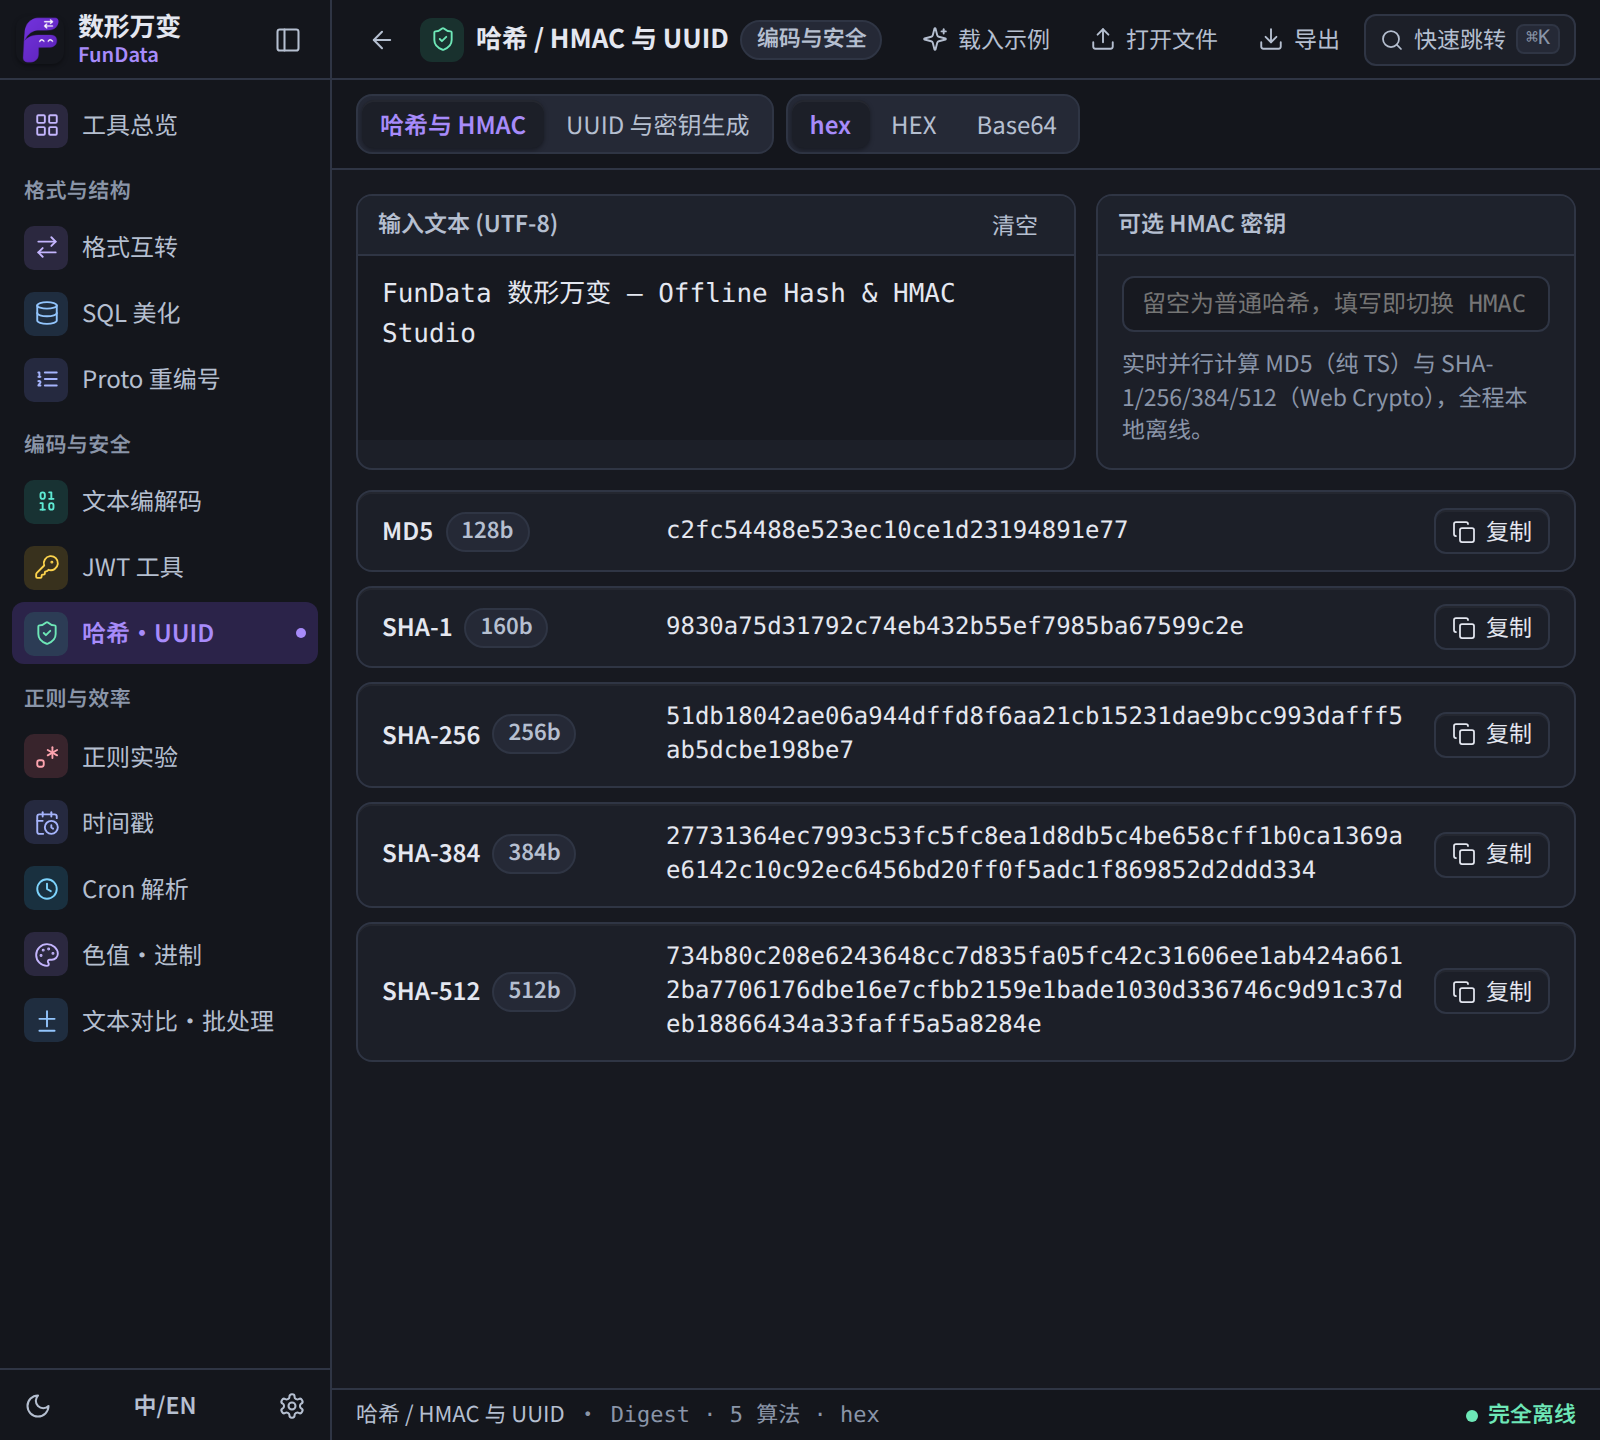 数形万变
FunData
哈希 / HMAC 与 UUID
编码与安全
载入示例
打开文件
导出
快速跳转
⌘K
工具总览
格式与结构
格式互转
SQL 美化
Proto 重编号
编码与安全
文本编解码
JWT 工具
哈希・UUID
正则与效率
正则实验
时间戳
Cron 解析
色值・进制
文本对比・批处理
中/EN
哈希与 HMAC
UUID 与密钥生成
hex
HEX
Base64
输入文本 (UTF-8)
清空
FunData 数形万变 — Offline Hash & HMAC
Studio
可选 HMAC 密钥
留空为普通哈希，填写即切换 HMAC
实时并行计算 MD5（纯 TS）与 SHA-
1/256/384/512（Web Crypto），全程本
地离线。
MD5
128b
c2fc54488e523ec10ce1d23194891e77
复制
SHA-1
160b
9830a75d31792c74eb432b55ef7985ba67599c2e
复制
SHA-256
256b
51db18042ae06a944dffd8f6aa21cb15231dae9bcc993dafff5
ab5dcbe198be7
复制
SHA-384
384b
27731364ec7993c53fc5fc8ea1d8db5c4be658cff1b0ca1369a
e6142c10c92ec6456bd20ff0f5adc1f869852d2ddd334
复制
SHA-512
512b
734b80c208e6243648cc7d835fa05fc42c31606ee1ab424a661
2ba7706176dbe16e7cfbb2159e1bade1030d336746c9d91c37d
eb18866434a33faff5a5a8284e
复制
哈希 / HMAC 与 UUID • Digest · 5 算法 · hex
完全离线